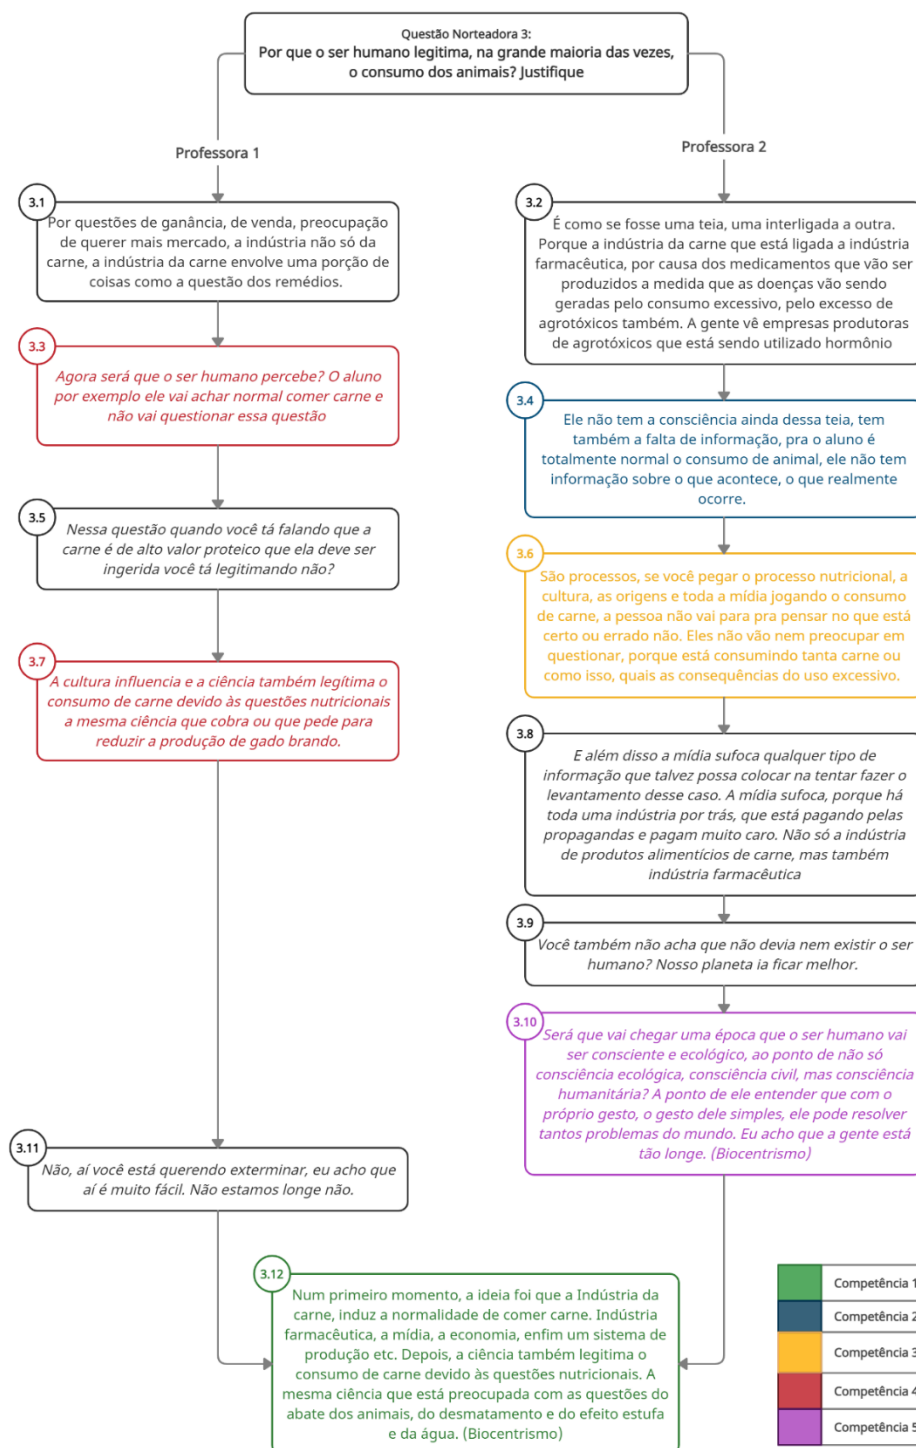 Questão Norteadora 3:
Por que o ser humano legitima, na grande maioria das vezes,
o consumo dos animais? Justifique
Professora 1
Professora 2
3.1
Por questões de ganância, de venda, preocupação
de querer mais mercado, a indústria não só da
carne, a indústria da carne envolve uma porção de
coisas como a questão dos remédios.
3.2
É como se fosse uma teia, uma interligada a outra.
Porque a indústria da carne que está ligada a indústria
farmacêutica, por causa dos medicamentos que vão ser
produzidos a medida que as doenças vão sendo
geradas pelo consumo excessivo, pelo excesso de
agrotóxicos também. A gente vê empresas produtoras
de agrotóxicos que está sendo utilizado hormônio
3.3
Agora será que o ser humano percebe? O aluno
por exemplo ele vai achar normal comer carne e
não vai questionar essa questão
3.4
Ele não tem a consciência ainda dessa teia, tem
também a falta de informação, pra o aluno é
totalmente normal o consumo de animal, ele não tem
informação sobre o que acontece, o que realmente
ocorre.
3.5
Nessa questão quando você tá falando que a
carne é de alto valor proteico que ela deve ser
ingerida você tá legitimando não?
3.6
São processos, se você pegar o processo nutricional, a
cultura, as origens e toda a mídia jogando o consumo
de carne, a pessoa não vai para pra pensar no que está
certo ou errado não. Eles não vão nem preocupar em
questionar, porque está consumindo tanta carne ou
como isso, quais as consequências do uso excessivo.
3.7
A cultura influencia e a ciência também legítima o
consumo de carne devido às questões nutricionais
a mesma ciência que cobra ou que pede para
reduzir a produção de gado brando.
3.8
E além disso a mídia sufoca qualquer tipo de
informação que talvez possa colocar na tentar fazer o
levantamento desse caso. A mídia sufoca, porque há
toda uma indústria por trás, que está pagando pelas
propagandas e pagam muito caro. Não só a indústria
de produtos alimentícios de carne, mas também
indústria farmacêutica
3.9
Você também não acha que não devia nem existir o ser
humano? Nosso planeta ia ficar melhor.
3.10
Será que vai chegar uma época que o ser humano vai
ser consciente e ecológico, ao ponto de não só
consciência ecológica, consciência civil, mas consciência
humanitária? A ponto de ele entender que com o
próprio gesto, o gesto dele simples, ele pode resolver
tantos problemas do mundo. Eu acho que a gente está
tão longe. (Biocentrismo)
3.11
Não, aí você está querendo exterminar, eu acho que
aí é muito fácil. Não estamos longe não.
3.12
Num primeiro momento, a ideia foi que a Indústria da
carne, induz a normalidade de comer carne. Indústria
farmacêutica, a mídia, a economia, enfim um sistema de
produção etc. Depois, a ciência também legitima o
consumo de carne devido às questões nutricionais. A
mesma ciência que está preocupada com as questões do
abate dos animais, do desmatamento e do efeito estufa
e da água. (Biocentrismo)
Competência 1
Competência 2
Competência 3
Competência 4
Competência 5